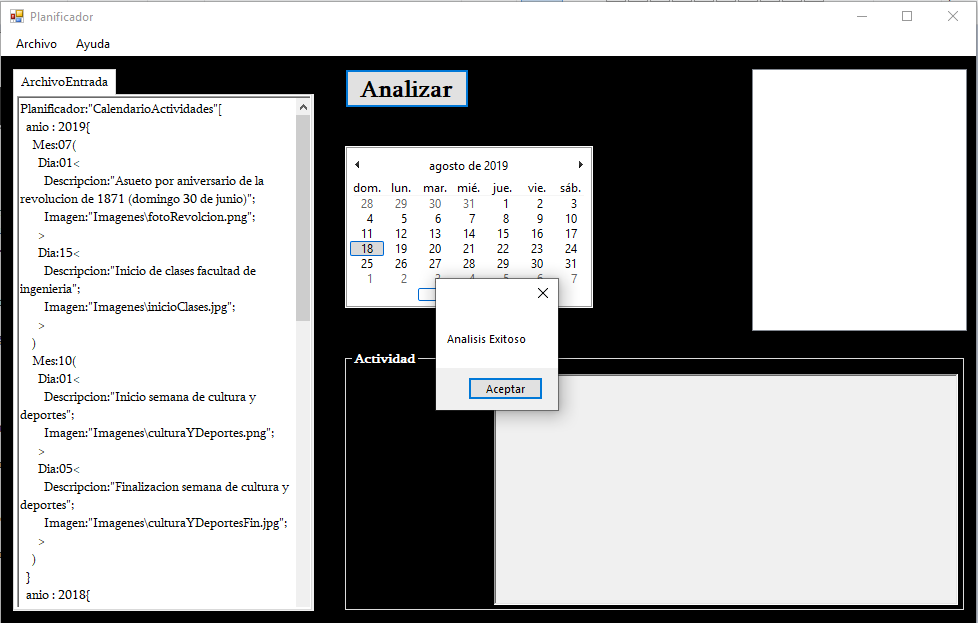 Planificador
Archivo Ayuda
ArchivoEntrada
Planificador:"CalendarioActividades"[
anio : 2019{
Mes:07(
Dia:01<
Descripcion:"Asueto por aniversario de la
revolucion de 1871 (domingo 30 de junio)";
Imagen:"Imagenes\fotoRevolcion.png";
>
Dia:15<
Descripcion:"Inicio de clases facultad de
ingenieria";
Imagen:"Imagenes\inicioClases.jpg";
>
)
Mes:10(
Dia:01<
Descripcion:"Inicio semana de cultura y
deportes";
Imagen:"Imagenes\culturaYDeportes.png";
>
Dia:05<
Descripcion:"Finalizacion semana de cultura y
deportes";
Imagen:"Imagenes\culturaYDeportesFin.jpg";
>
)
}
anio : 2018{
Analizar
agosto de 2019
dom. lun. mar. mié. jue. vie. sáb.
28 29 30 31 1 2 3
4 5 6 7 8 9 10
11 12 13 14 15 16 17
18 19 20 21 22 23 24
25 26 27 28 29 30 31
1 2 3 4 5 6 7
Analisis Exitoso
Aceptar
Actividad